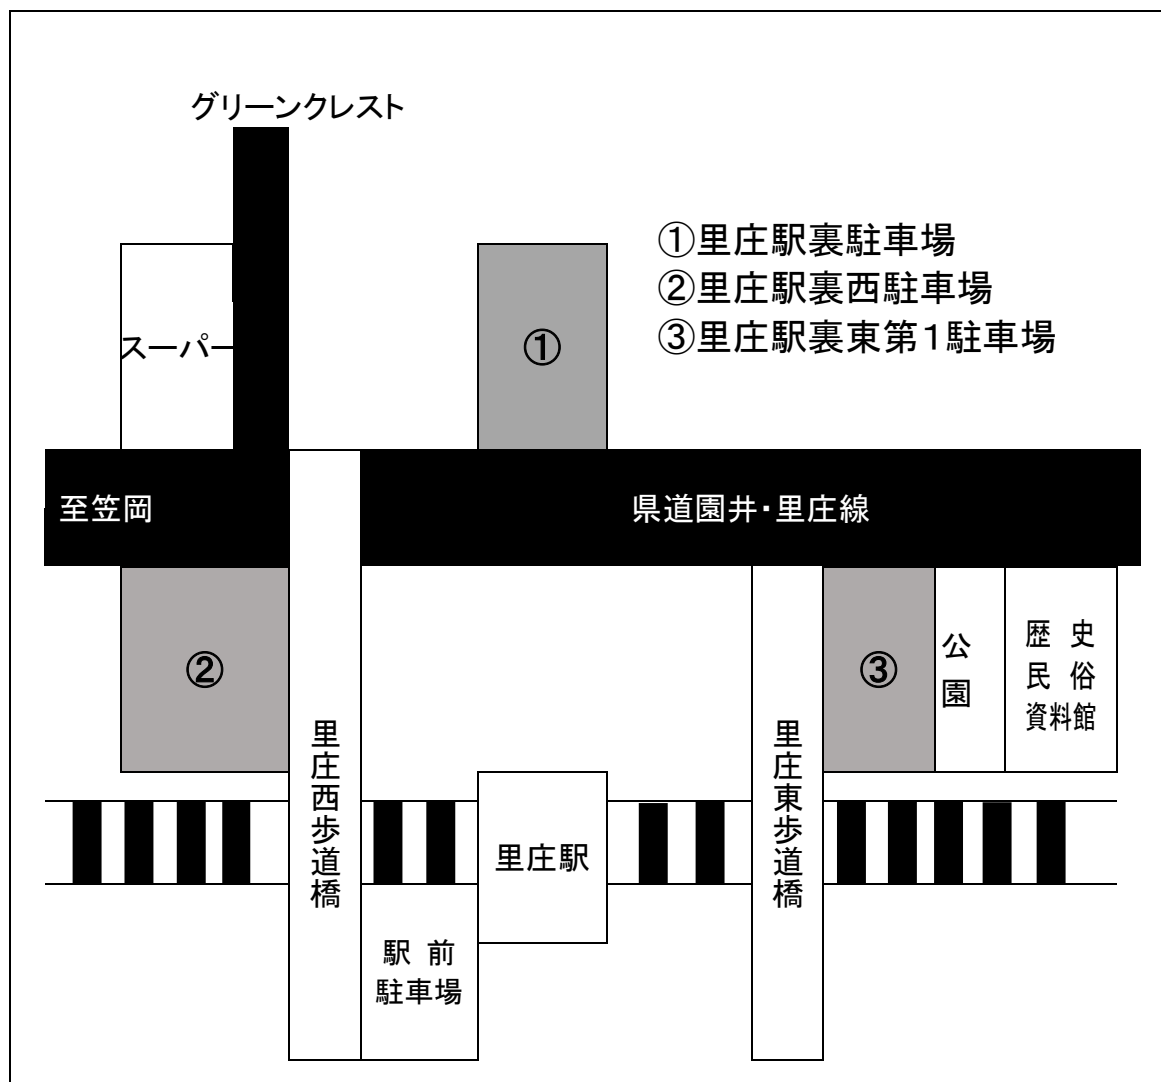 グリーンクレスト
①里庄駅裏駐車場
②里庄駅裏西駐車場
③里庄駅裏東第1駐車場
スーパー
①
至笠岡
県道園井・里庄線
②
③
公
園
歴 史
民 俗
資料館
里庄西歩道橋
里庄東歩道橋
里庄駅
駅 前
駐車場